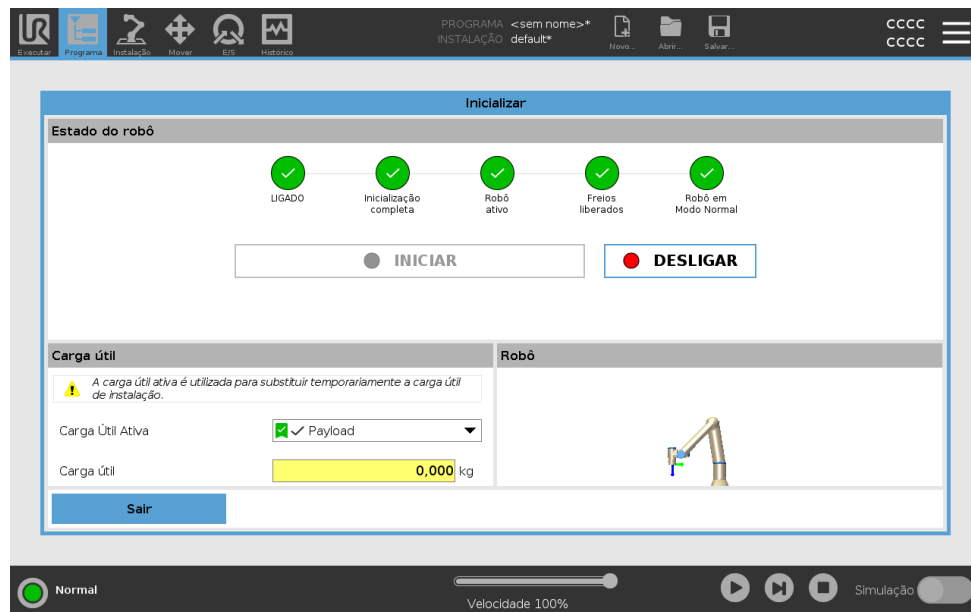 PROGRAMA <sem nome>*
INSTALAÇÃO default*
CCCC
CCCC
Executar Programa Instalação Mover E/S Histórico Novo... Abrir... Salvar...
Inicializar
Estado do robô
LIGADO
Inicialização
completa
Robô
ativo
Freios
liberados
Robô em
Modo Normal
INICIAR
DESLIGAR
Carga útil
A carga útil ativa é utilizada para substituir temporariamente a carga útil
de instalação.
Carga Útil Ativa
Payload
Carga útil
0,000 kg
Robô
Sair
Normal
Velocidade 100%
Simulação